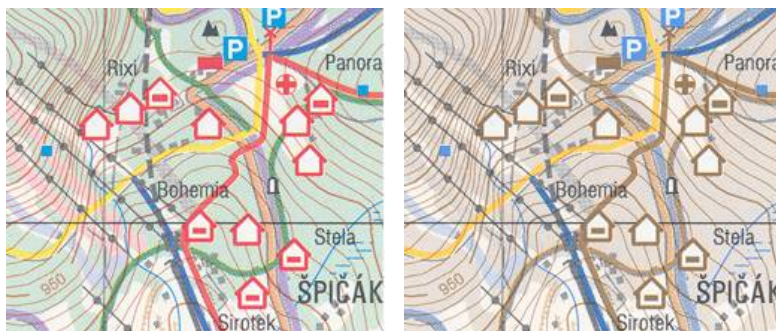 P
P
Rixi
Panora
Bohemia
Stela
950
ŠPIČÁK
Sirotek
P
P
Rixi
Panora
Bohemia
Stela
950
ŠPIČÁK
Sirotek